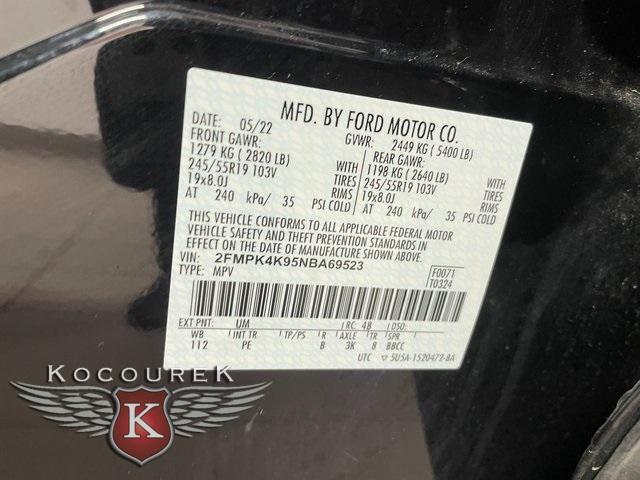 MFD. BY FORD MOTOR CO.
DATE: 05/22 GVWR: 2449 KG (5400 LB)
FRONT GAWR: REAR GAWR:
1279 KG (2820 LB) WITH 1198 KG (2640 LB) WITH
245/55R19 103V TIRES 245/55R19 103V TIRES
19x8.0J RIMS 19x8.0J RIMS
AT 240 kPa/ 35 PSI COLD AT 240 kPa/ 35 PSI COLD
THIS VEHICLE CONFORMS TO ALL APPLICABLE FEDERAL MOTOR
VEHICLE SAFETY AND THEFT PREVENTION STANDARDS IN
EFFECT ON THE DATE OF MANUFACTURE SHOWN ABOVE.
VIN: 2FMPK4K95NBA69523 F0071
TYPE: MPV T0324
EXT PNT: UM RC: 48 DSO:
WB INT TR TP/PS R AXLE TR SPR
112 PE B 3K 8 BBCC
UTC ▽ 5U5A-1520472-BA
KOCOUREK
K